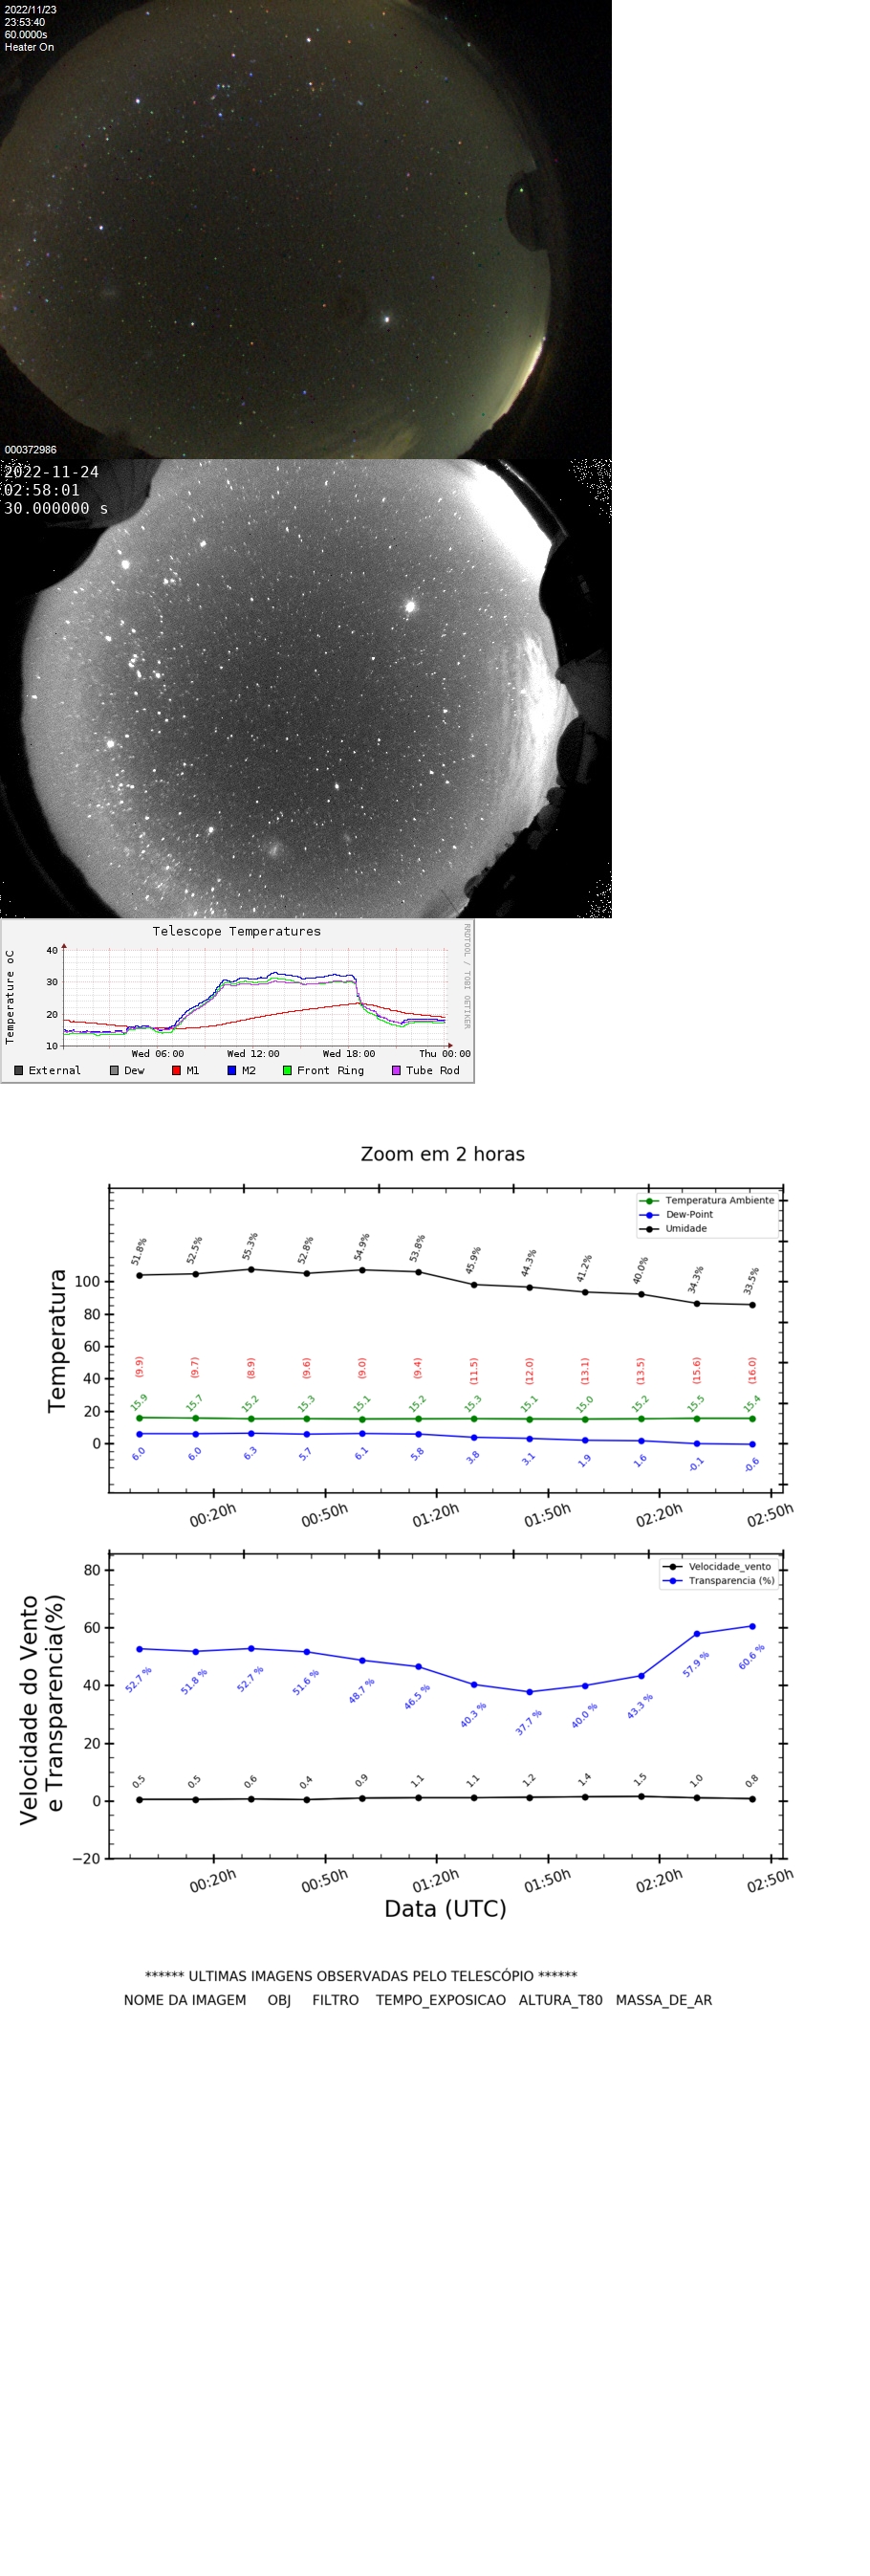 2022/11/23
23:53:40
60.0000s
Heater On
000372986
2022-11-24
02:58:01
30.000000 s
Telescope Temperatures
RRDTOOL / TOBI OETIKER
Temperature oC
40
30
20
10
Wed 06:00 Wed 12:00 Wed 18:00 Thu 00:00
External Dew M1 M2 Front Ring Tube Rod
Zoom em 2 horas
Temperatura
Temperatura Ambiente
Dew-Point
Umidade
51.8% 52.5% 55.3% 52.8% 54.9% 53.8% 45.9% 44.3% 41.2% 40.0% 34.3% 33.5%
100
80
60
40
20
0
(9.9) (9.7) (8.9) (9.6) (9.0) (9.4) (11.5) (12.0) (13.1) (13.5) (15.6) (16.0)
15.9 15.7 15.2 15.3 15.1 15.2 15.3 15.1 15.0 15.2 15.5 15.4
6.0 6.0 6.3 5.7 6.1 5.8 3.8 3.1 1.9 1.6 -0.1 -0.6
00:20h 00:50h 01:20h 01:50h 02:20h 02:50h
Velocidade do Vento
e Transparencia(%)
Velocidade_vento
Transparencia (%)
80
60
40
20
0
−20
52.7 % 51.8 % 52.7 % 51.6 % 48.7 % 46.5 % 40.3 % 37.7 % 40.0 % 43.3 % 57.9 % 60.6 %
0.5 0.5 0.6 0.4 0.9 1.1 1.1 1.2 1.4 1.5 1.0 0.8
00:20h 00:50h 01:20h 01:50h 02:20h 02:50h
Data (UTC)
****** ULTIMAS IMAGENS OBSERVADAS PELO TELESCÓPIO ******
NOME DA IMAGEM OBJ FILTRO TEMPO_EXPOSICAO ALTURA_T80 MASSA_DE_AR